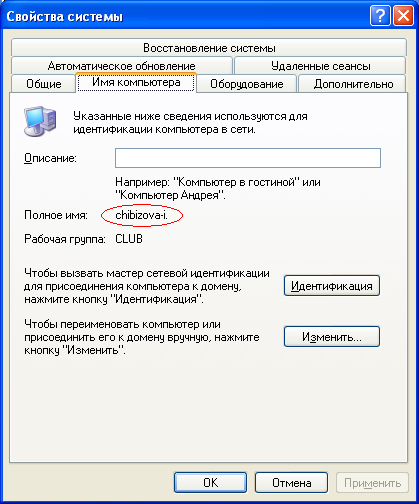 Свойства системы
Восстановление системы
Автоматическое обновление Удаленные сеансы
Общие Имя компьютера Оборудование Дополнительно
Указанные ниже сведения используются для
идентификации компьютера в сети.
Описание:
Например: "Компьютер в гостиной" или
"Компьютер Андрея".
Полное имя: chibizova-i.
Рабочая группа: CLUB
Чтобы вызвать мастер сетевой идентификации
для присоединения компьютера к домену,
нажмите кнопку "Идентификация".
Идентификация
Чтобы переименовать компьютер или
присоединить его к домену вручную, нажмите
кнопку "Изменить".
Изменить...
OK Отмена Применить